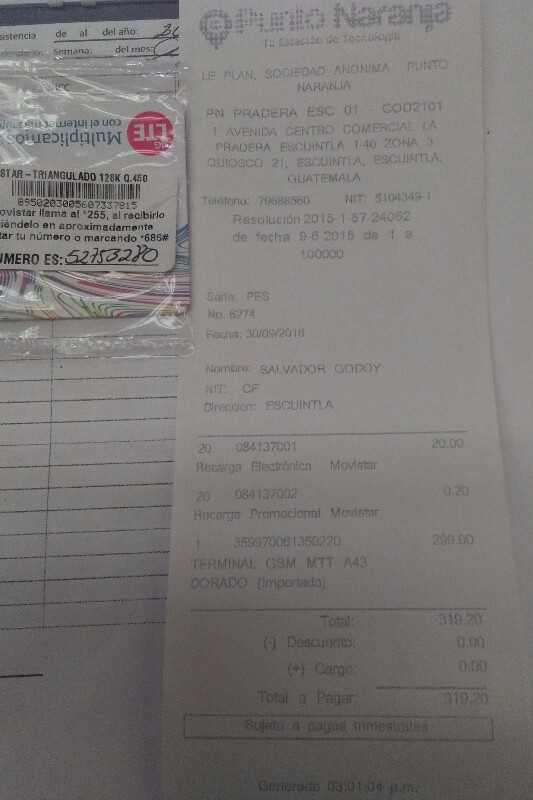 sistencia de al del año: 20
Semana: del mes:
LTE
Multiplicamos
con el internet más
STAR - TRIANGULADO 128K Q.450
8950203005607337815
ovistar llama al *255, al recibirlo
ciéndelo en aproximadamente
tar tu número o marcando *686#
UMERO ES: 52753280
Punto Naranja
Tu Estación de Tecnología
LE PLAN, SOCIEDAD ANONIMA PUNTO
NARANJA
PN PRADERA ESC 01 - COD2101
1 AVENIDA CENTRO COMERCIAL LA
PRADERA ESCUINTLA 1-40 ZONA 3
QUIOSCO 21, ESCUINTLA, ESCUINTLA,
GUATEMALA
Teléfono: 79688560 NIT: 5104349-1
Resolución 2015-1-57-24062
de fecha 9-6-2015 de 1 a
100000
Serie: PES
No. 6274
Fecha: 30/09/2016
Nombre: SALVADOR GODOY
NIT: CF
Direccion: ESCUINTLA
20 084137001 20.00
Recarga Electrónica Movistar
20 084137002 0.20
Recarga Promocional Movistar
1 359970061350220 299.00
TERMINAL GSM MTT A43
DORADO (Importado)
Total: 319.20
(-) Descuento: 0.00
(+) Cargo: 0.00
Total a Pagar: 319.20
Sujeto a pagos trimestrales
Generado 03:01:04 p.m.